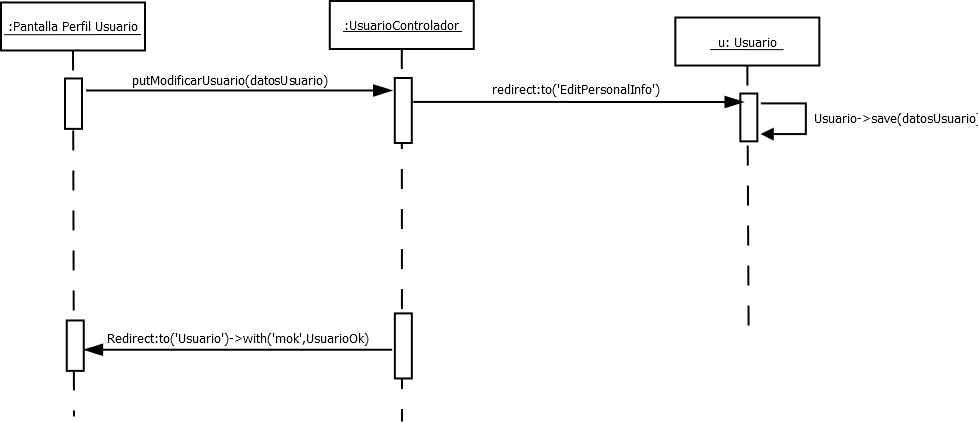 :Pantalla Perfil Usuario
:UsuarioControlador
u: Usuario
putModificarUsuario(datosUsuario)
redirect:to('EditPersonalInfo')
Usuario->save(datosUsuario)
Redirect:to('Usuario')->with('mok',UsuarioOk)